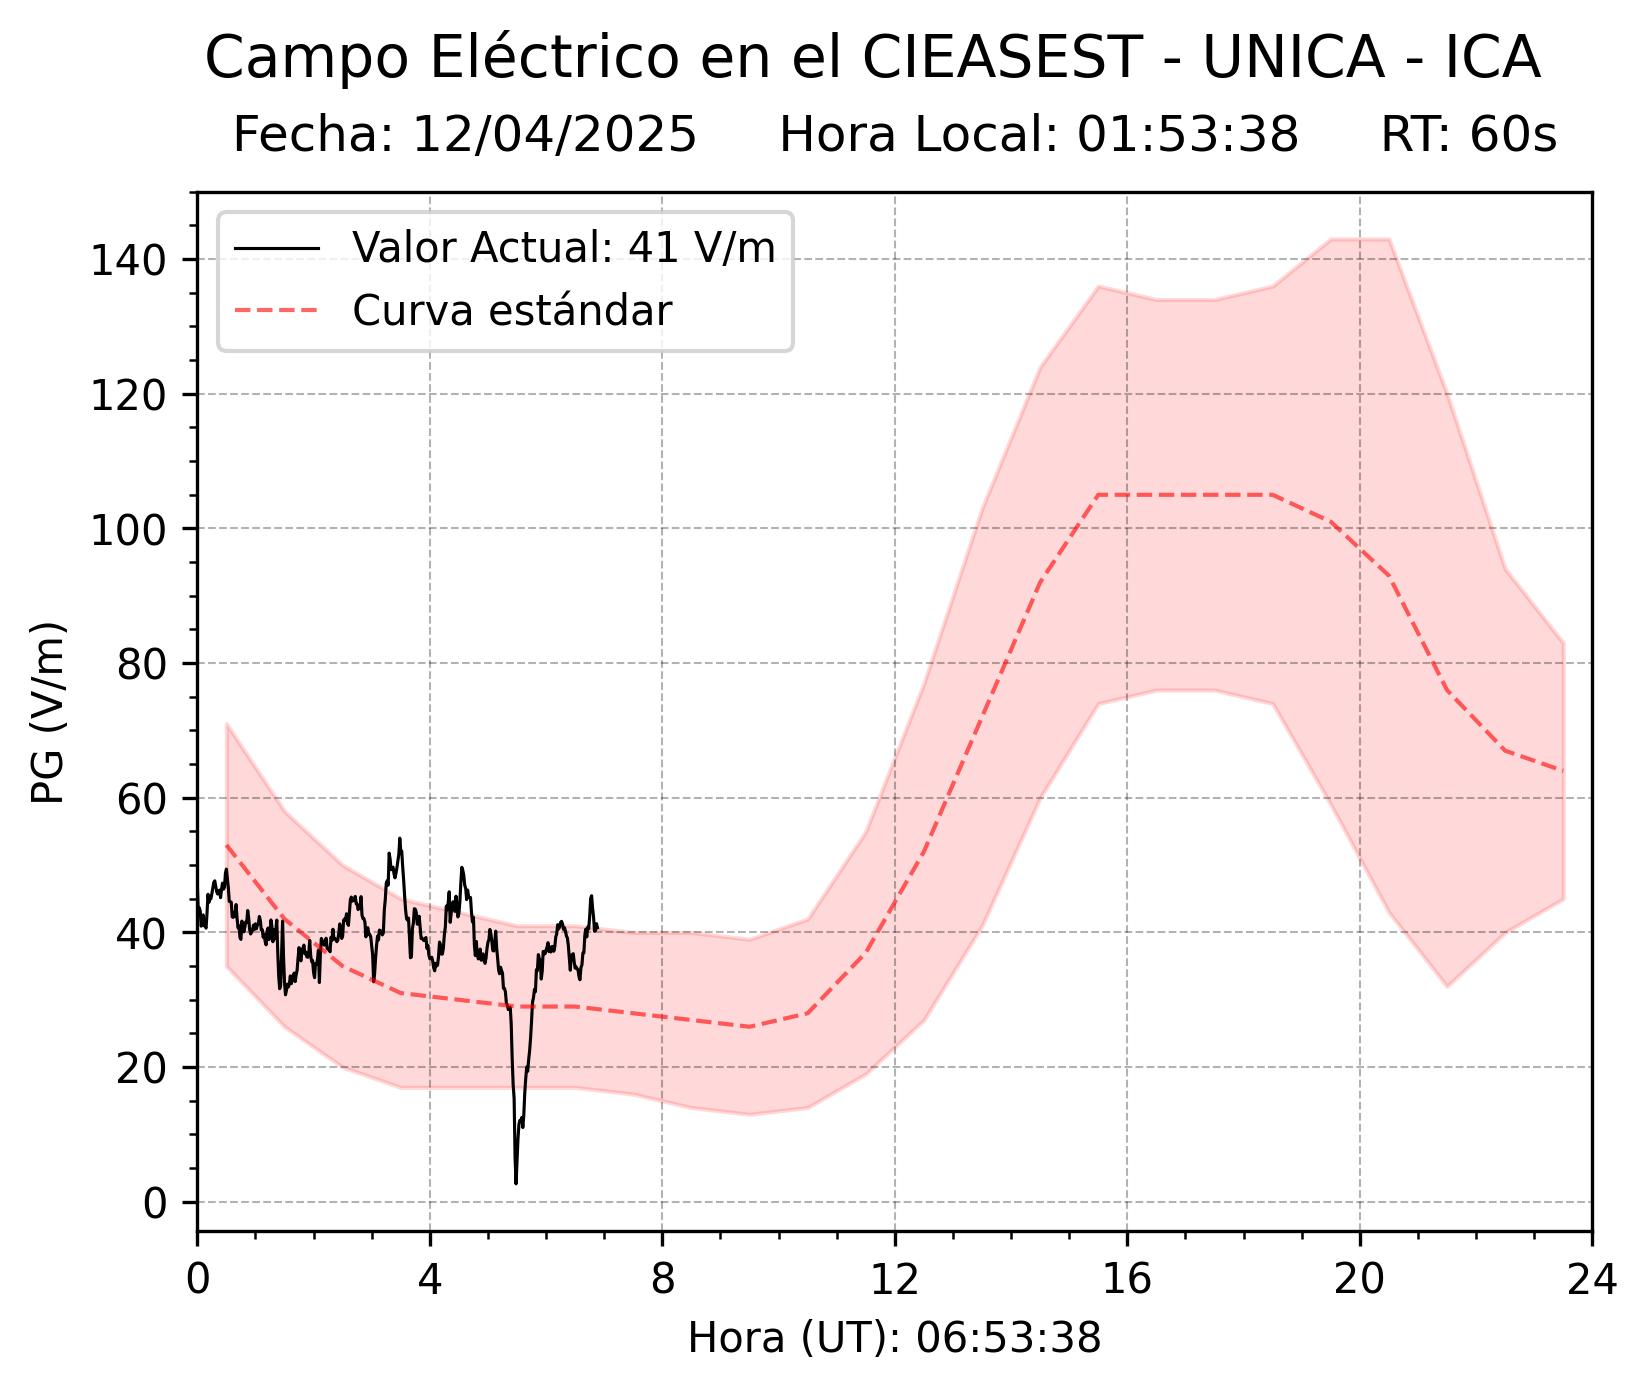 Campo Eléctrico en el CIEASEST - UNICA - ICA
Fecha: 12/04/2025 Hora Local: 01:53:38 RT: 60s
Valor Actual: 41 V/m
Curva estándar
140
120
100
80
60
40
20
0
PG (V/m)
0 4 8 12 16 20 24
Hora (UT): 06:53:38